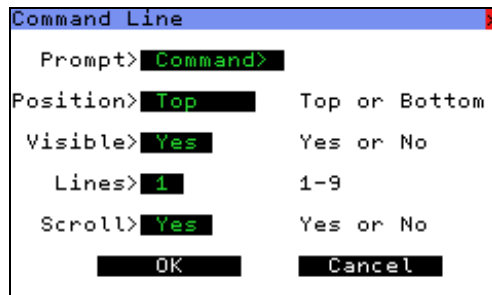 Command Line x
Prompt> Command>
Position> Top Top or Bottom
Visible> Yes Yes or No
Lines> 1 1-9
Scroll> Yes Yes or No
OK Cancel